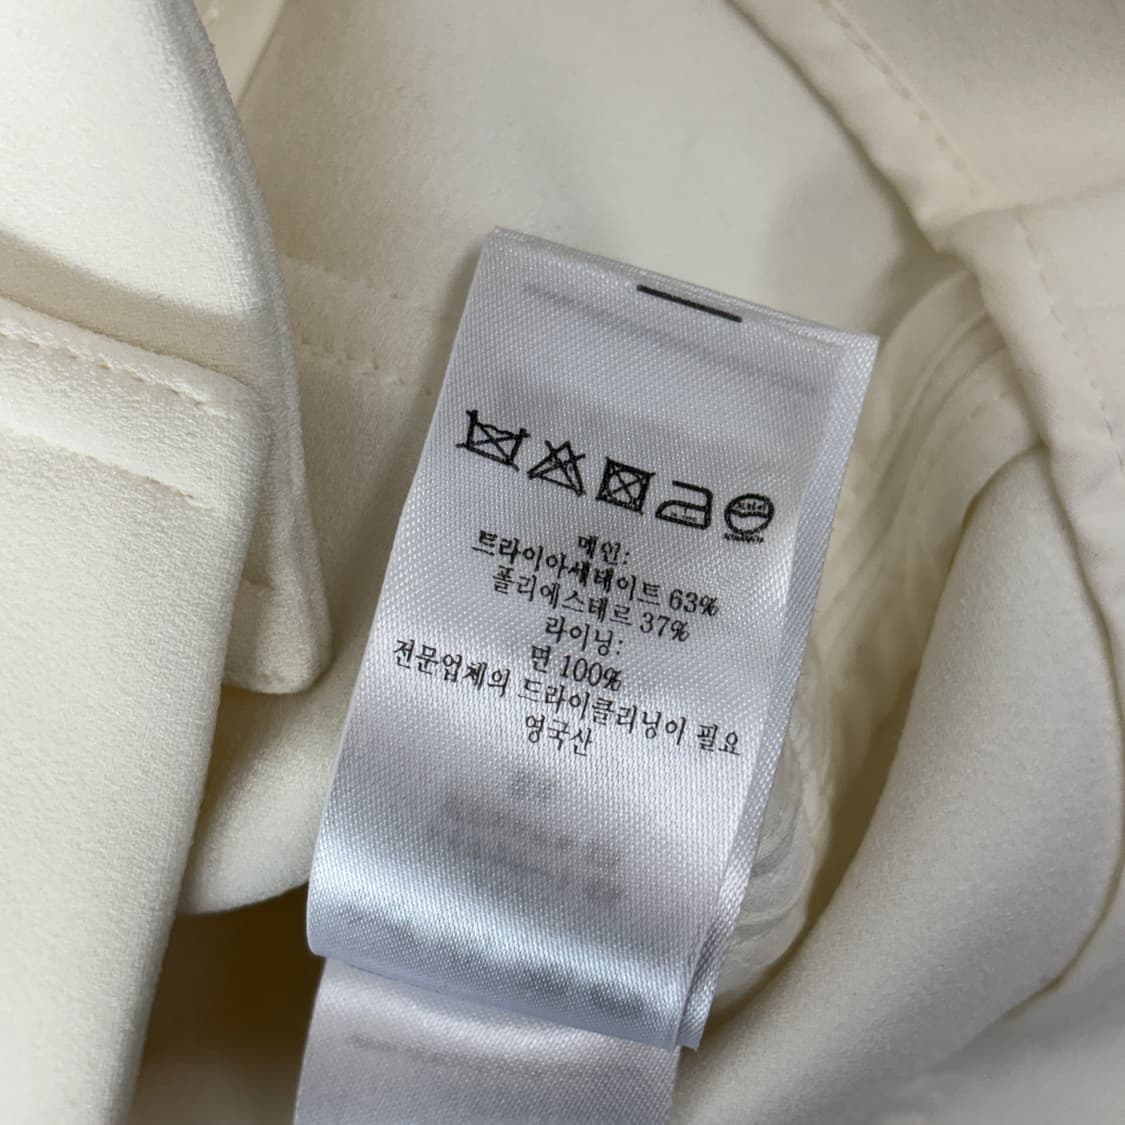 메인:
트라이아세테이트 63%
폴리에스테르 37%
라이닝:
면 100%
전문업체의 드라이클리닝이 필요
영국산